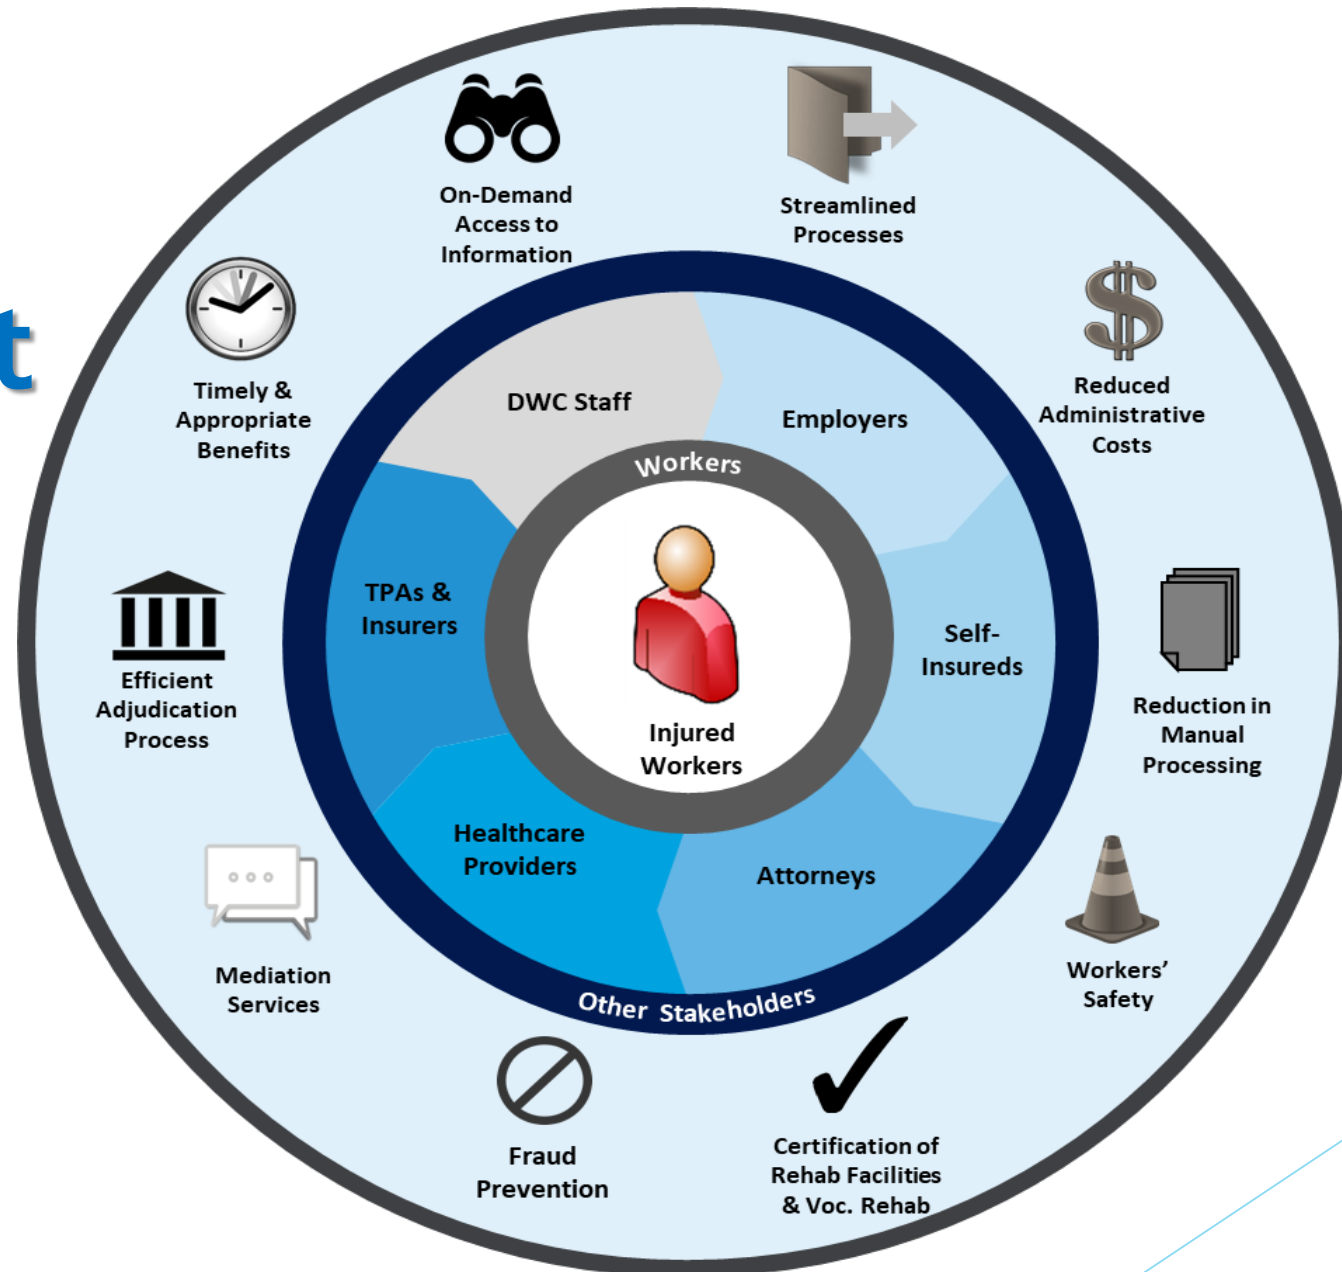 On-Demand
Access to
Information
Streamlined
Processes
t
Timely &
Appropriate
Benefits
Reduced
Administrative
Costs
DWC Staff
Employers
Workers
TPAs &
Insurers
Self-
Insureds
Injured
Workers
Efficient
Adjudication
Process
Reduction in
Manual
Processing
Healthcare
Providers
Attorneys
Mediation
Services
Workers’
Safety
Other Stakeholders
Fraud
Prevention
Certification of
Rehab Facilities
& Voc. Rehab